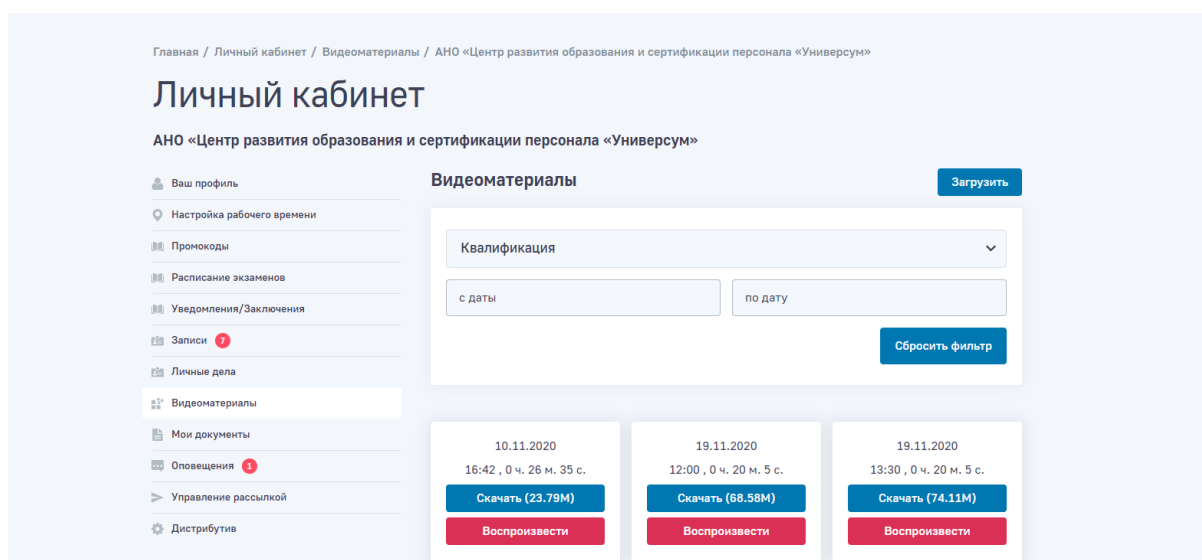 Главная / Личный кабинет / Видеоматериалы / АНО «Центр развития образования и сертификации персонала «Универсум»
Личный кабинет
АНО «Центр развития образования и сертификации персонала «Универсум»
Ваш профиль
Настройка рабочего времени
Промокоды
Расписание экзаменов
Уведомления/Заключения
Записи 7
Личные дела
Видеоматериалы
Мои документы
Оповещения 1
Управление рассылкой
Дистрибутив
Видеоматериалы
Загрузить
Квалификация
с даты
по дату
Сбросить фильтр
10.11.2020
16:42 , 0 ч. 26 м. 35 с.
Скачать (23.79M)
Воспроизвести
19.11.2020
12:00 , 0 ч. 20 м. 5 с.
Скачать (68.58M)
Воспроизвести
19.11.2020
13:30 , 0 ч. 20 м. 5 с.
Скачать (74.11M)
Воспроизвести